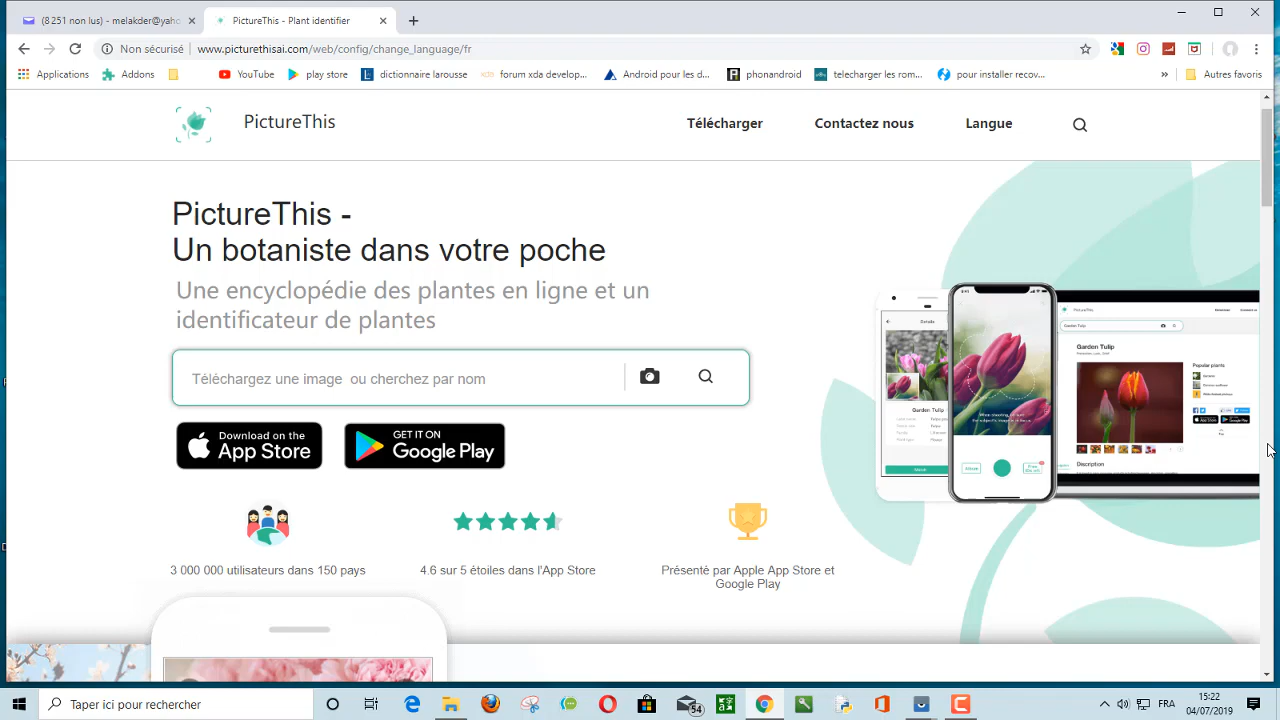 (8 251 non lus) - melakder@yaho
PictureThis - Plant identifier
Non sécurisé
www.picturethisai.com/web/config/change_language/fr
Applications
Addons
YouTube
play store
dictionnaire larousse
forum xda develop...
Android pour les d...
phonandroid
telecharger les rom...
pour installer recov...
»
Autres favoris
PictureThis
Télécharger
Contactez nous
Langue
PictureThis -
Un botaniste dans votre poche
Une encyclopédie des plantes en ligne et un
identificateur de plantes
Téléchargez une image ou cherchez par nom
Download on the
App Store
GET IT ON
Google Play
Garden Tulip
PictureThis
Garden Tulip
Garden Tulip
Popular plants
Description
3 000 000 utilisateurs dans 150 pays
4.6 sur 5 étoiles dans l'App Store
Présenté par Apple App Store et
Google Play
Taper ici pour rechercher
54
FRA
15:22
04/07/2019